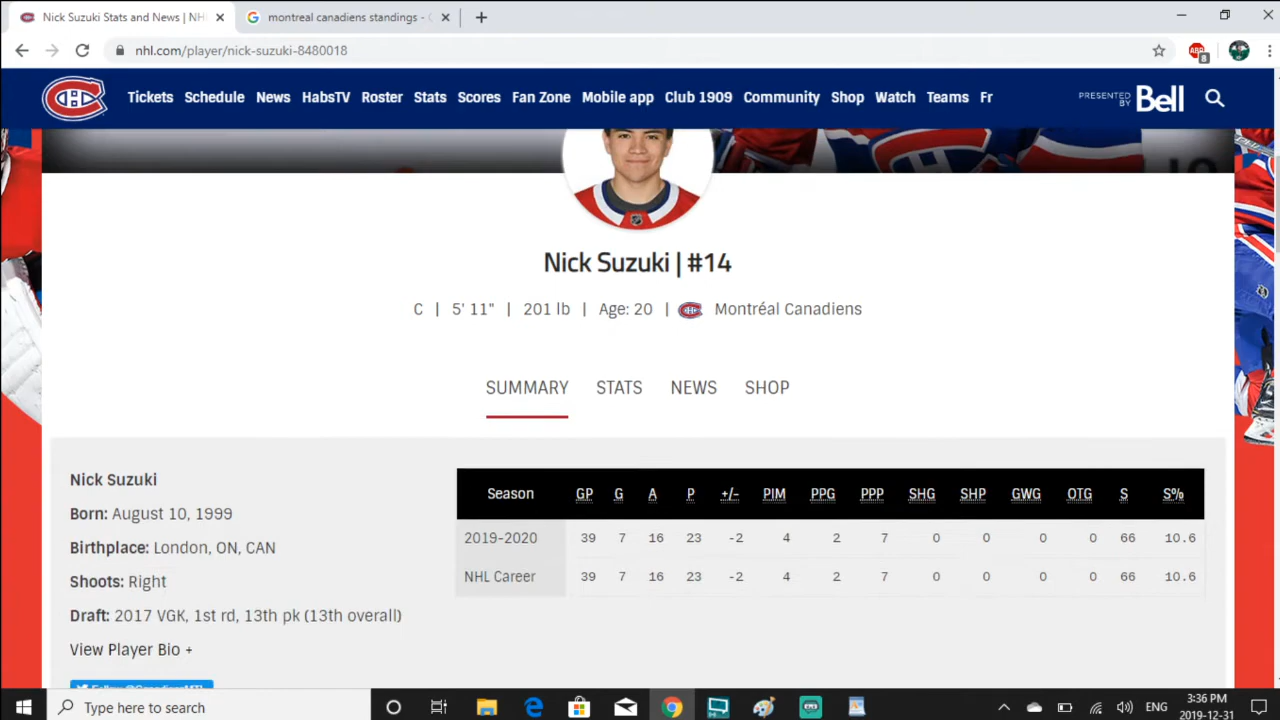 Nick Suzuki Stats and News | NH
montreal canadiens standings -
nhl.com/player/nick-suzuki-8480018
ABP
8
Tickets Schedule News HabsTV Roster Stats Scores Fan Zone Mobile app Club 1909 Community Shop Watch Teams Fr
PRESENTED BY Bell
Nick Suzuki | #14
C | 5' 11" | 201 lb | Age: 20 | Montréal Canadiens
SUMMARY STATS NEWS SHOP
Nick Suzuki
Born: August 10, 1999
Birthplace: London, ON, CAN
Shoots: Right
Draft: 2017 VGK, 1st rd, 13th pk (13th overall)
View Player Bio +
Season GP G A P +/- PIM PPG PPP SHG SHP GWG OTG S S%
2019-2020 39 7 16 23 -2 4 2 7 0 0 0 0 66 10.6
NHL Career 39 7 16 23 -2 4 2 7 0 0 0 0 66 10.6
Type here to search
ENG
3:36 PM
2019-12-31